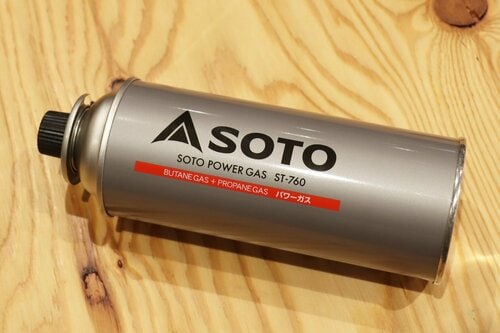 SOTO
SOTO POWER GAS ST-760
BUTANE GAS + PROPANE GAS パワーガス